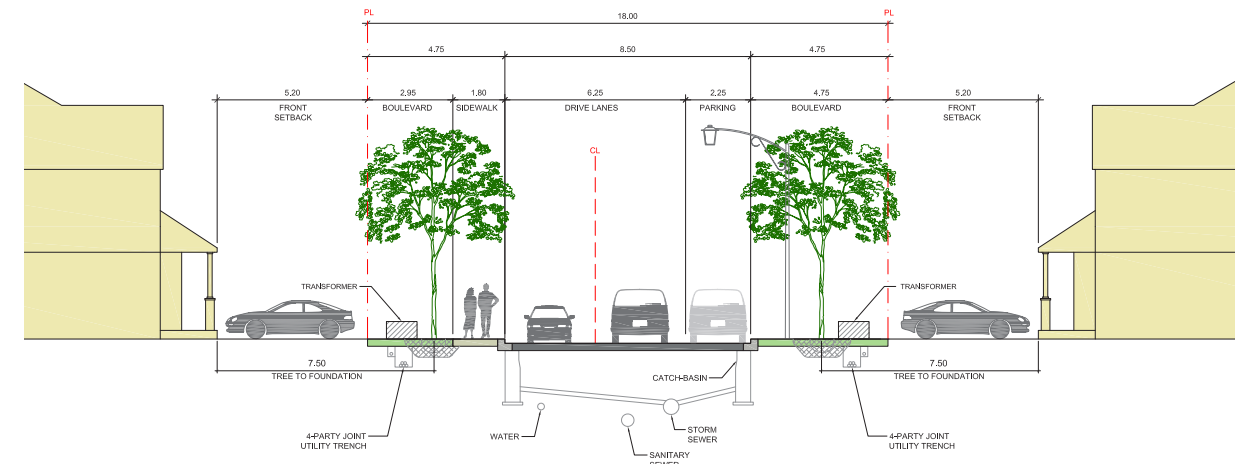 PL
PL
18.00
4.75
8.50
4.75
5.20
2.95
1.80
6.25
2.25
4.75
5.20
FRONT
SETBACK
BOULEVARD
SIDEWALK
DRIVE LANES
PARKING
BOULEVARD
FRONT
SETBACK
CL
TRANSFORMER
TRANSFORMER
7.50
TREE TO FOUNDATION
7.50
TREE TO FOUNDATION
CATCH-BASIN
4-PARTY JOINT
UTILITY TRENCH
WATER
STORM
SEWER
4-PARTY JOINT
UTILITY TRENCH
SANITARY
SEWER